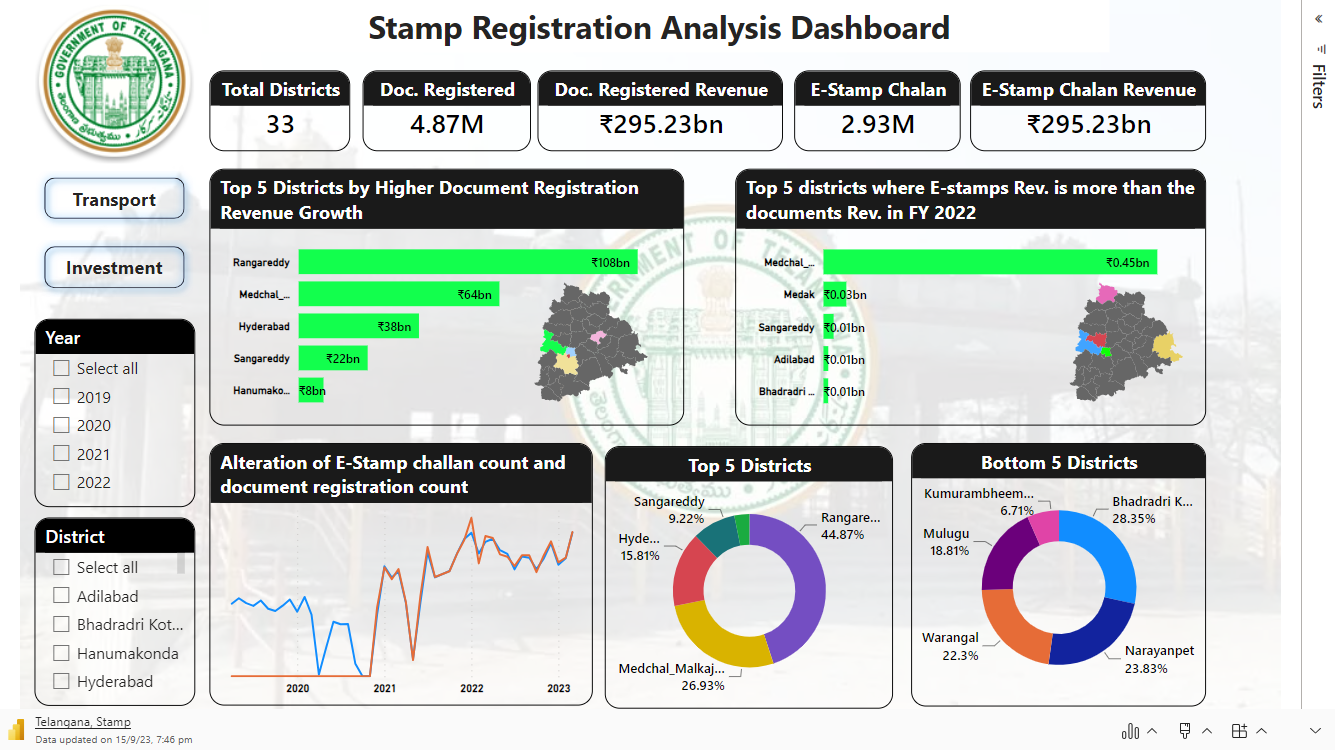 Stamp Registration Analysis Dashboard
GOVERNMENT OF TELANGANA
Total Districts
33
Doc. Registered
4.87M
Doc. Registered Revenue
₹295.23bn
E-Stamp Chalan
2.93M
E-Stamp Chalan Revenue
₹295.23bn
Filters
Transport
Investment
Year
Select all
2019
2020
2021
2022
District
Select all
Adilabad
Bhadradri Kot...
Hanumakonda
Hyderabad
Top 5 Districts by Higher Document Registration
Revenue Growth
Rangareddy
₹108bn
Medchal_...
₹64bn
Hyderabad
₹38bn
Sangareddy
₹22bn
Hanumako...
₹8bn
Top 5 districts where E-stamps Rev. is more than the
documents Rev. in FY 2022
Medchal_...
₹0.45bn
Medak
₹0.03bn
Sangareddy
₹0.01bn
Adilabad
₹0.01bn
Bhadradri ...
₹0.01bn
Alteration of E-Stamp challan count and
document registration count
2020
2021
2022
2023
Top 5 Districts
Sangareddy
9.22%
Hyde...
15.81%
Rangare...
44.87%
Medchal_Malkaj...
26.93%
Bottom 5 Districts
Kumurambheem...
6.71%
Mulugu
18.81%
Warangal
22.3%
Bhadradri K...
28.35%
Narayanpet
23.83%
Telangana, Stamp
Data updated on 15/9/23, 7:46 pm